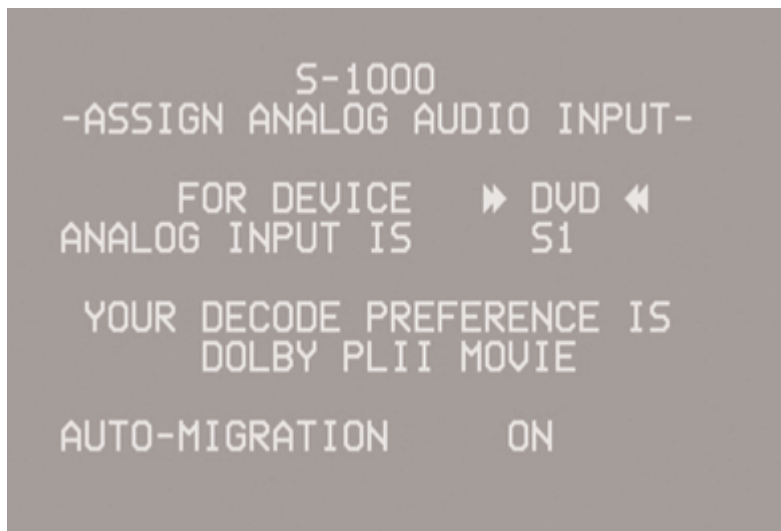 S-1000
-ASSIGN ANALOG AUDIO INPUT-
FOR DEVICE ⏩ DVD ⏪
ANALOG INPUT IS S1
YOUR DECODE PREFERENCE IS
DOLBY PLII MOVIE
AUTO-MIGRATION ON